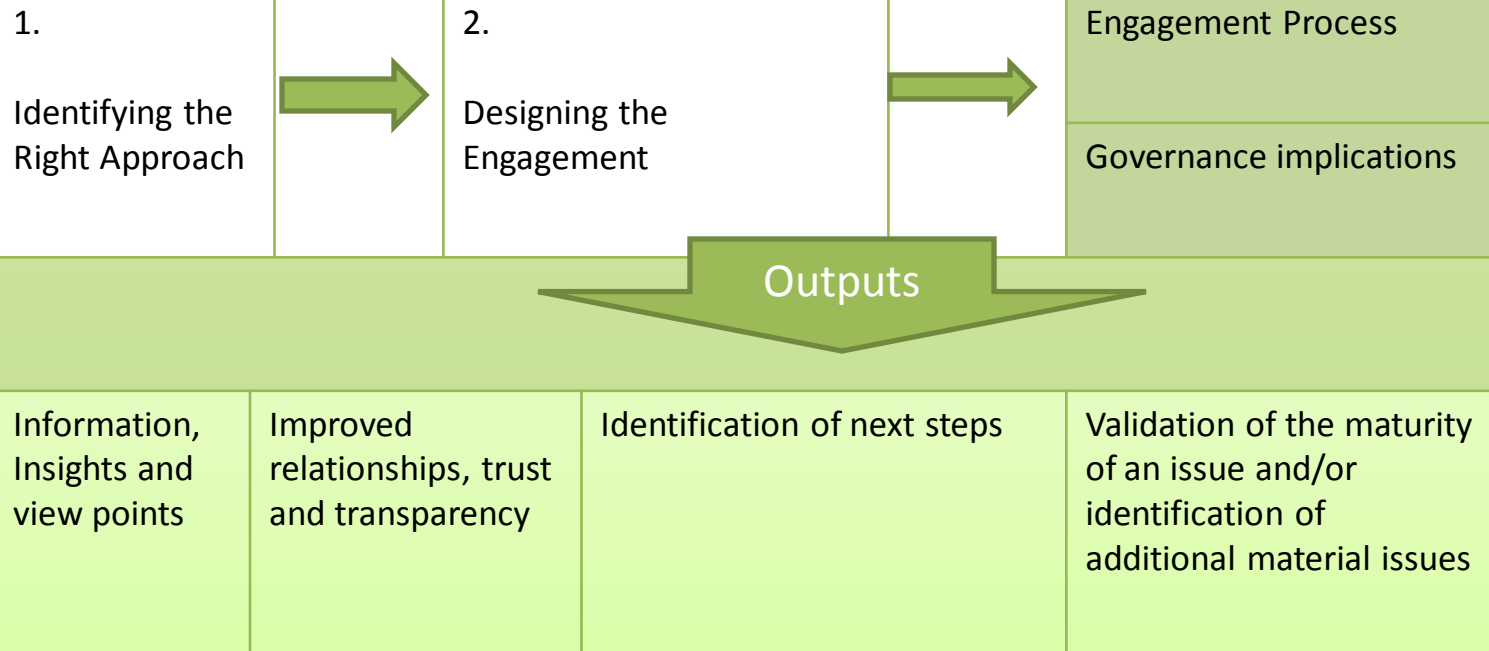 1.
Identifying the
Right Approach
2.
Designing the
Engagement
Engagement Process
Governance implications
Outputs
Information,
Insights and
view points
Improved
relationships, trust
and transparency
Identification of next steps
Validation of the maturity
of an issue and/or
identification of
additional material issues